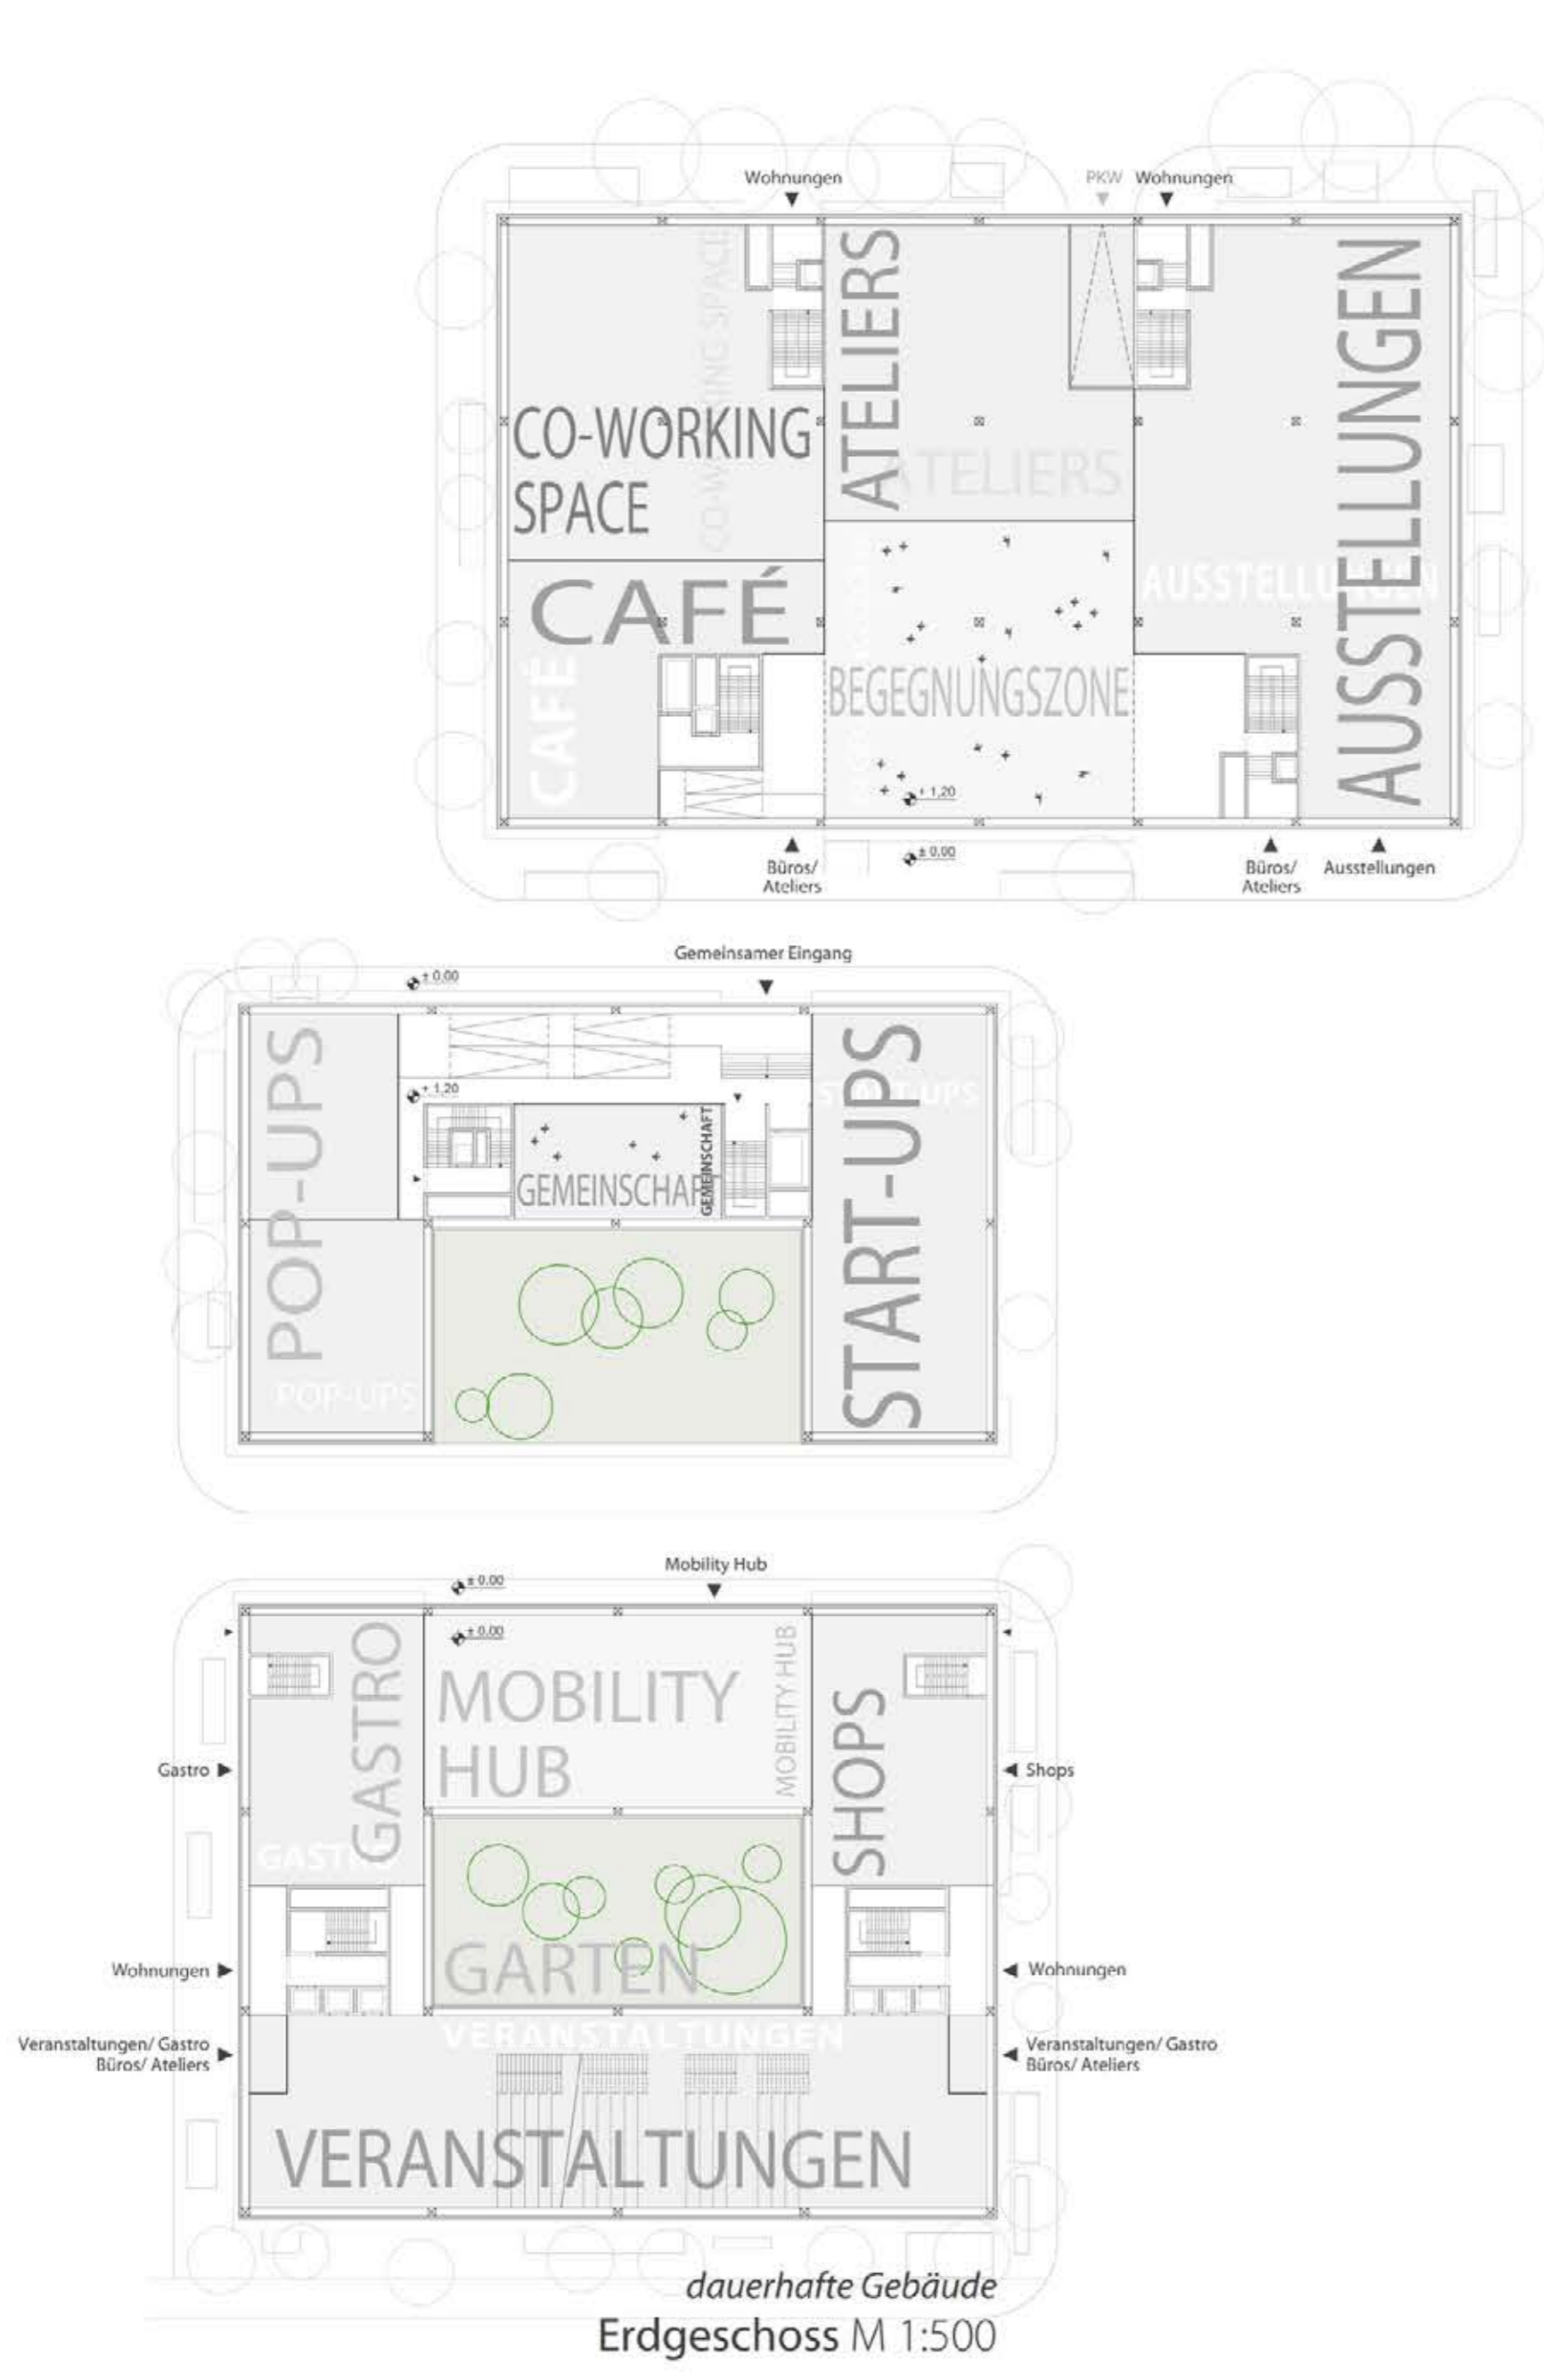 Wohnungen
PKW
Wohnungen
CO-WORKING SPACE
ATELIERS
AUSSTELLUNGEN
CO-WORKING
SPACE
ATELIERS
AUSSTELLUNGEN
CAFÉ
CAFÉ
BEGEGNUNGSZONE
+ 1,20
± 0,00
Büros/
Ateliers
Büros/
Ateliers
Ausstellungen
Gemeinsamer Eingang
± 0,00
POP-UPS
START-UPS
START-UPS
+ 1,20
GEMEINSCHAFT
GEMEINSCHAFT
POP-UPS
Mobility Hub
± 0,00
± 0,00
GASTRO
MOBILITY
HUB
MOBILITY HUB
SHOPS
Gastro
Shops
GASTRO
GARTEN
Wohnungen
Wohnungen
VERANSTALTUNGEN
Veranstaltungen/ Gastro
Büros/ Ateliers
Veranstaltungen/ Gastro
Büros/ Ateliers
VERANSTALTUNGEN
dauerhafte Gebäude
Erdgeschoss M 1:500